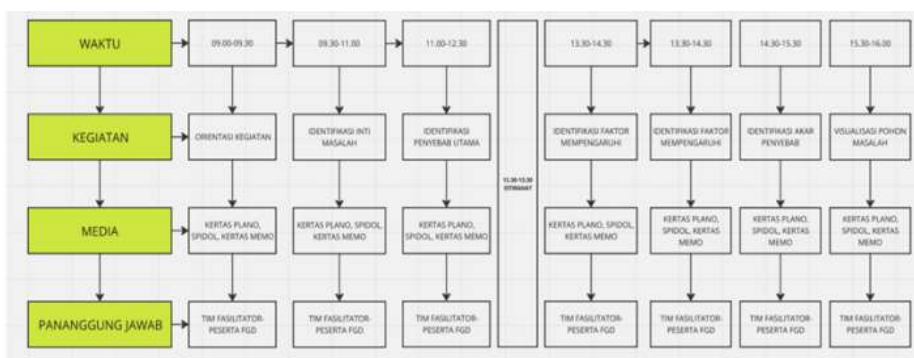 WAKTU
09.00-09.30
09.30-11.00
11.00-12.30
13.30-14.30
13.30-14.30
14.30-15.30
15.30-16.00
KEGIATAN
ORIENTASI KEGIATAN
IDENTIFIKASI INTI
MASALAH
IDENTIFIKASI
PENYEBAB UTAMA
IDENTIFIKASI FAKTOR
MEMPENGARUHI
IDENTIFIKASI FAKTOR
MEMPENGARUHI
IDENTIFIKASI AKAR
PENYEBAB
VISUALISASI POHON
MASALAH
ISTIRAHAT
MEDIA
KERTAS PLANO,
SPIDOL, KERTAS MEMO
KERTAS PLANO, SPIDOL,
KERTAS MEMO
KERTAS PLANO,
SPIDOL, KERTAS MEMO
KERTAS PLANO, SPIDOL,
KERTAS MEMO
KERTAS PLANO,
SPIDOL, KERTAS
MEMO
KERTAS PLANO,
SPIDOL, KERTAS
MEMO
KERTAS PLANO,
SPIDOL, KERTAS
MEMO
PANANGGUNG JAWAB
TIM FASILITATOR-
PESERTA FGD
TIM FASILITATOR-
PESERTA FGD
TIM FASILITATOR-
PESERTA FGD
TIM FASILITATOR-
PESERTA FGD
TIM FASILITATOR-
PESERTA FGD
TIM FASILITATOR-
PESERTA FGD
TIM FASILITATOR-
PESERTA FGD